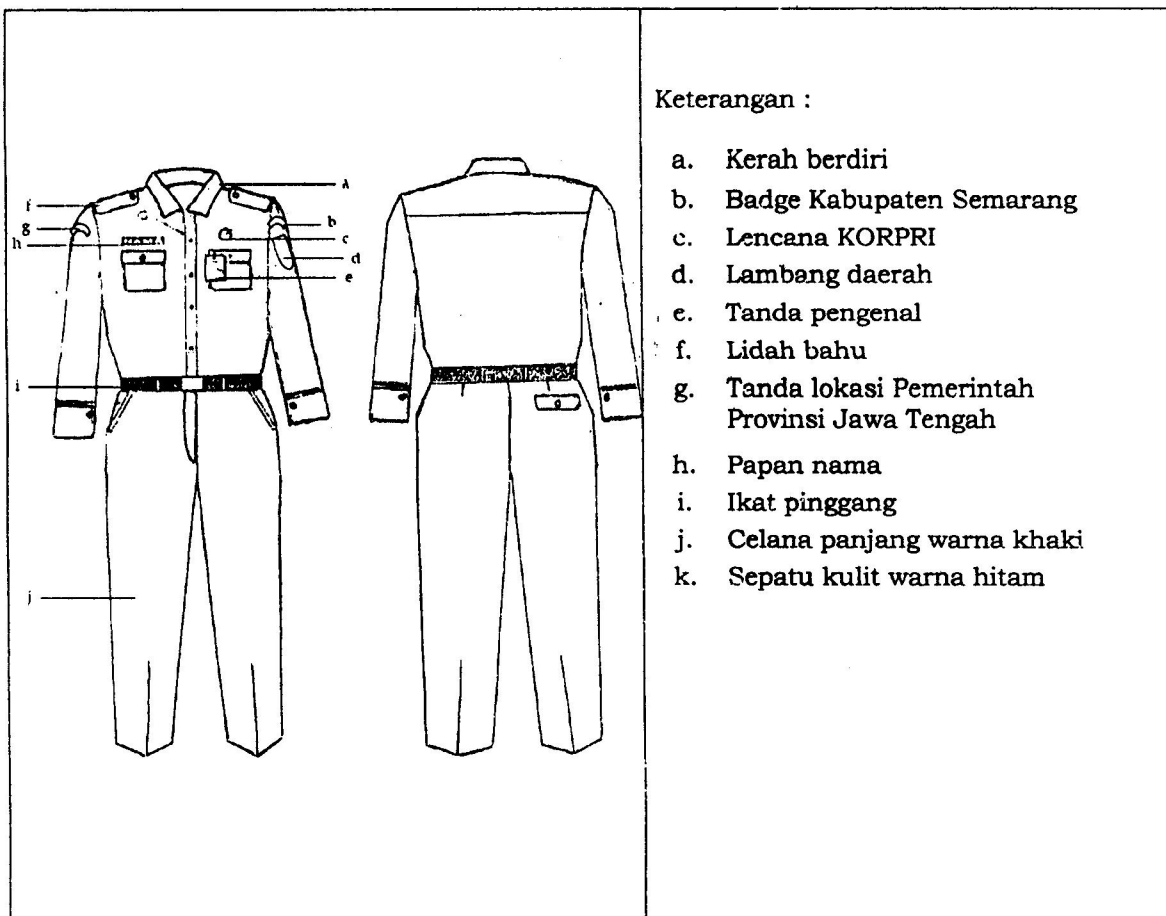 A
f
g
b
h
c
d
e
i
j
Keterangan :
a. Kerah berdiri
b. Badge Kabupaten Semarang
c. Lencana KORPRI
d. Lambang daerah
e. Tanda pengenal
f. Lidah bahu
g. Tanda lokasi Pemerintah
Provinsi Jawa Tengah
h. Papan nama
i. Ikat pinggang
j. Celana panjang warna khaki
k. Sepatu kulit warna hitam